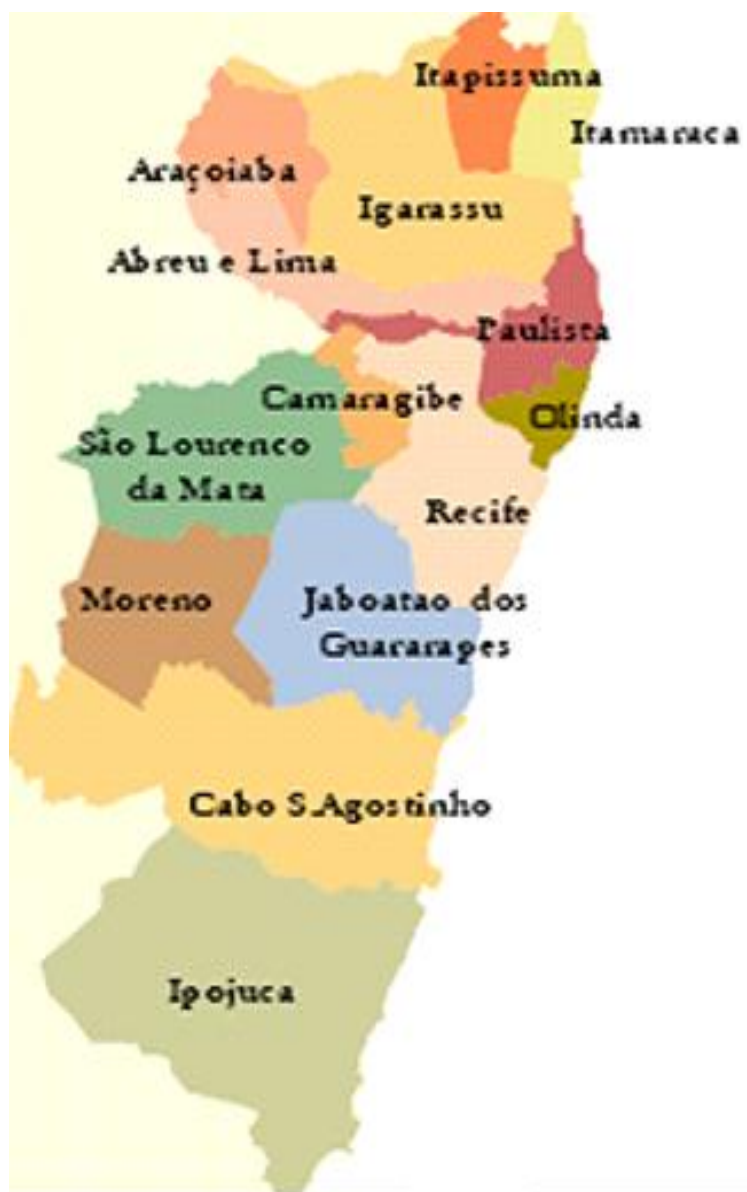 Itapissuma
Itamaraca
Araçoiaba
Igarassu
Abreu e Lima
Paulista
Camaragibe
Olinda
São Lourenco
da Mata
Recife
Moreno
Jaboatao dos
Guararapes
Cabo S.Agostinho
Ipojuca